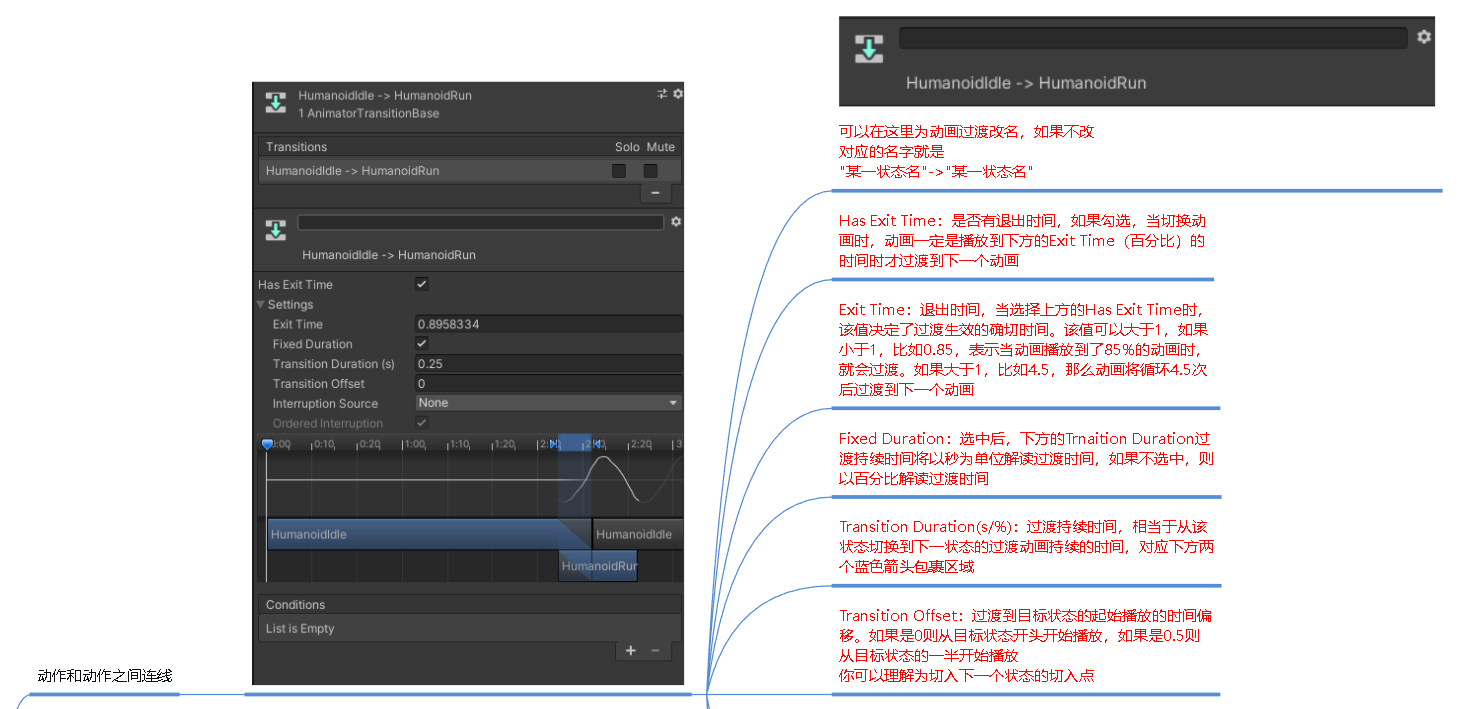 动作和动作之间连线
HumanoidIdle -> HumanoidRun
1 AnimatorTransitionBase
Transitions Solo Mute
HumanoidIdle -> HumanoidRun
HumanoidIdle -> HumanoidRun
Has Exit Time
Settings
Exit Time 0.8958334
Fixed Duration
Transition Duration (s) 0.25
Transition Offset 0
Interruption Source None
Ordered Interruption
0:10 0:20 1:00 1:10 1:20 2:20
HumanoidIdle HumanoidIdle
HumanoidRur
Conditions
List is Empty
HumanoidIdle -> HumanoidRun
可以在这里为动画过渡改名，如果不改
对应的名字就是
"某一状态名"->"某一状态名"
Has Exit Time：是否有退出时间，如果勾选，当切换动
画时，动画一定是播放到下方的Exit Time（百分比）的
时间时才过渡到下一个动画
Exit Time：退出时间，当选择上方的Has Exit Time时，
该值决定了过渡生效的确切时间。该值可以大于1，如果
小于1，比如0.85，表示当动画播放到了85%的动画时，
就会过渡。如果大于1，比如4.5，那么动画将循环4.5次
后过渡到下一个动画
Fixed Duration：选中后，下方的Trnaition Duration过
渡持续时间将以秒为单位解读过渡时间，如果不选中，则
以百分比解读过渡时间
Transition Duration(s/%)：过渡持续时间，相当于从该
状态切换到下一状态的过渡动画持续的时间，对应下方两
个蓝色箭头包裹区域
Transition Offset：过渡到目标状态的起始播放的时间偏
移。如果是0则从目标状态开头开始播放，如果是0.5则
从目标状态的一半开始播放
你可以理解为切入下一个状态的切入点